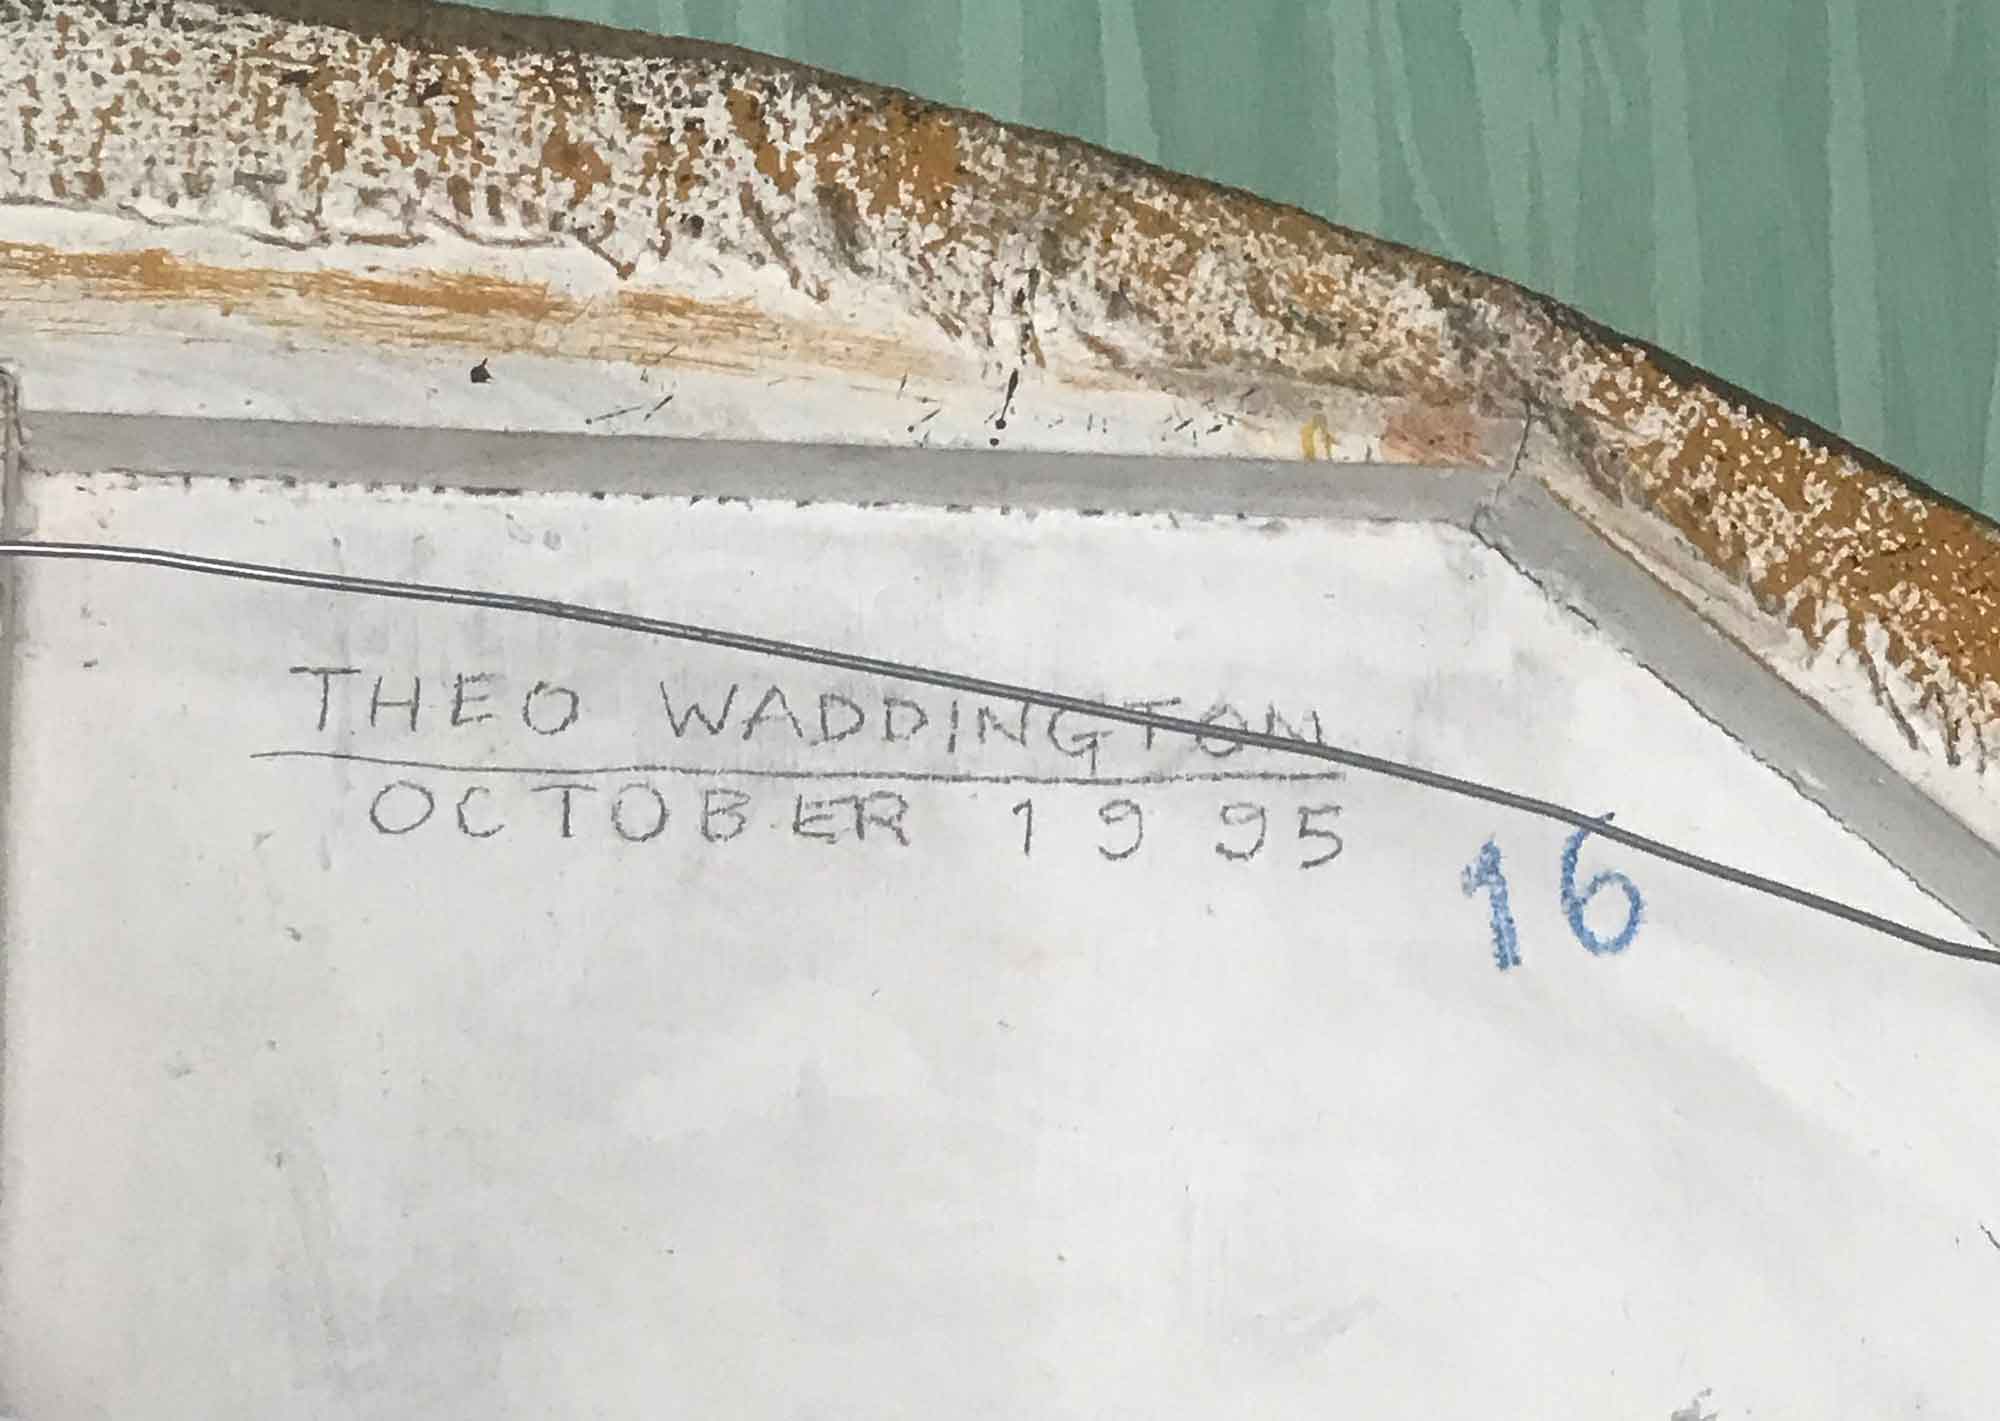 THEO WADDINGTON
OCTOBER 1995
16